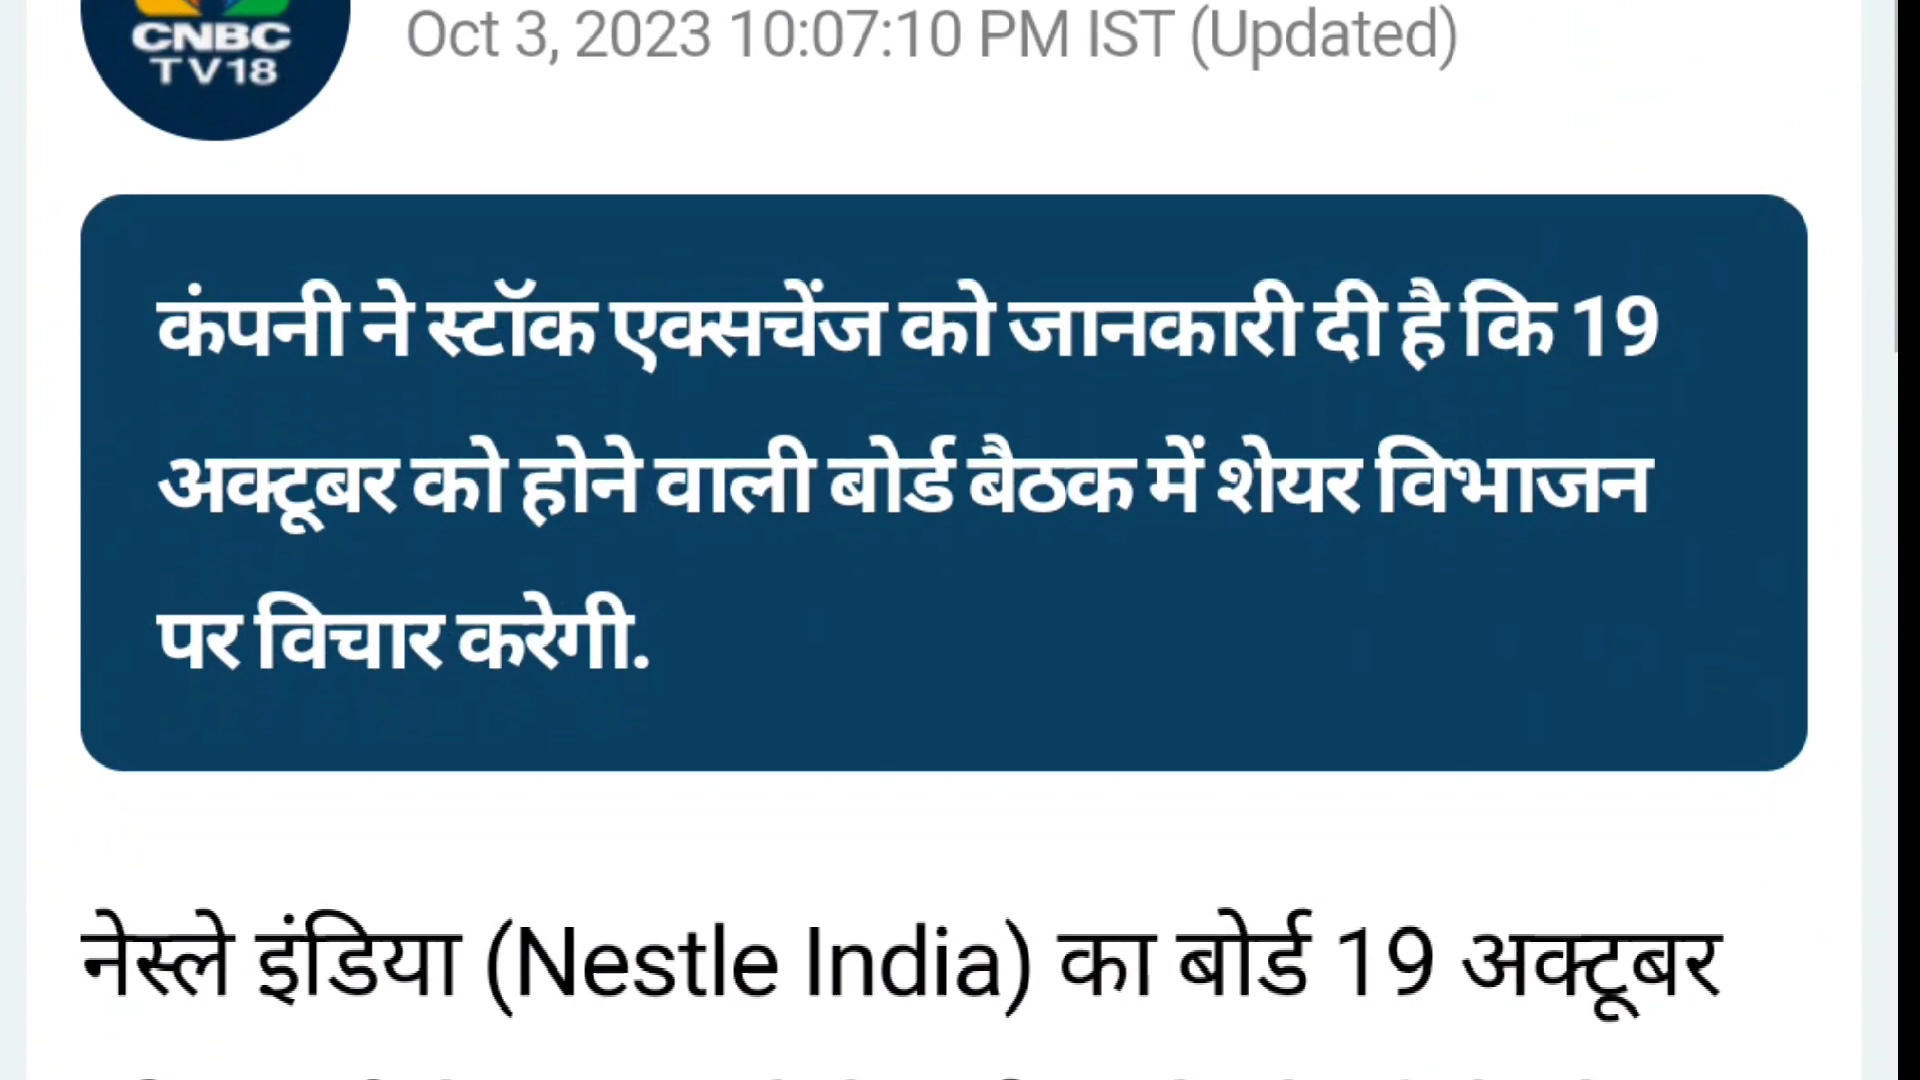 CNBC
TV18
Oct 3, 2023 10:07:10 PM IST (Updated)
कंपनी ने स्टॉक एक्सचेंज को जानकारी दी है कि 19
अक्टूबर को होने वाली बोर्ड बैठक में शेयर विभाजन
पर विचार करेगी.
नेस्ले इंडिया (Nestle India) का बोर्ड 19 अक्टूबर